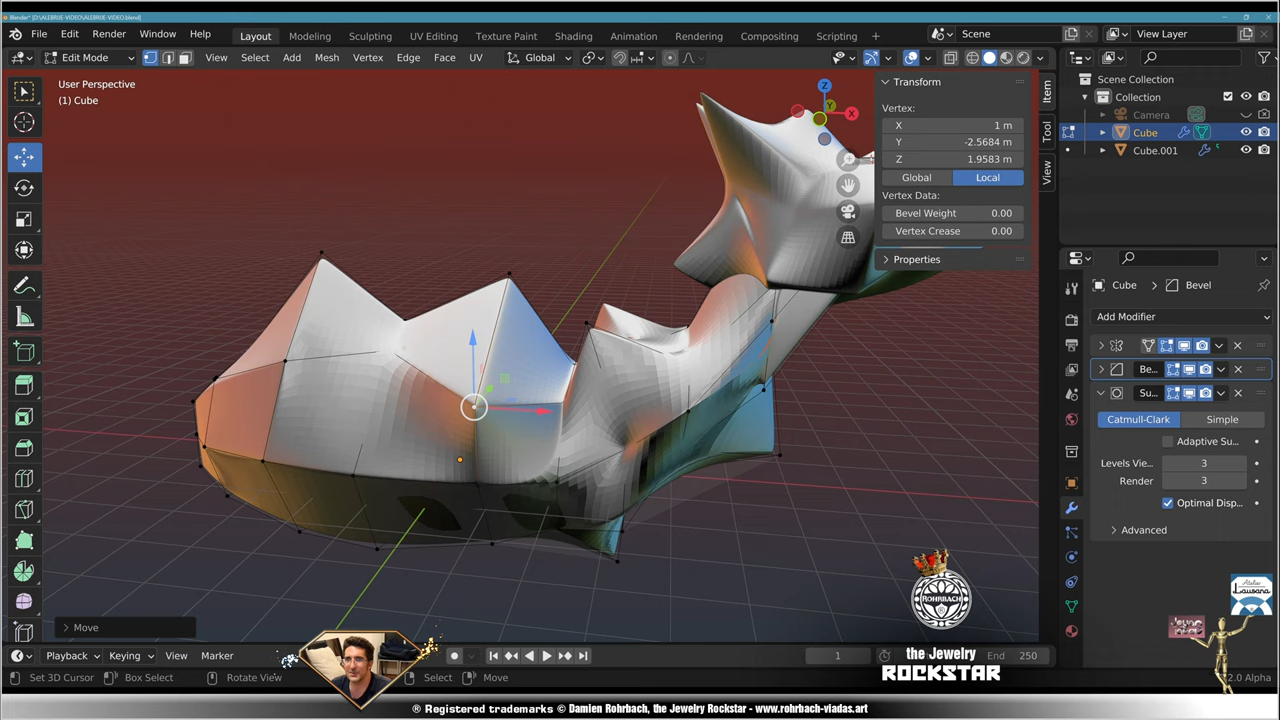 Blender* [D:\ALEBRIJE-VIDEO\ALEBRIJE-VIDEO.blend]
File Edit Render Window Help
Layout Modeling Sculpting UV Editing Texture Paint Shading Animation Rendering Compositing Scripting
Scene
View Layer
Edit Mode
View Select Add Mesh Vertex Edge Face UV
Global
User Perspective
(1) Cube
Z
Y
X
Transform
Vertex:
X 1 m
Y -2.5684 m
Z 1.9583 m
Global Local
Vertex Data:
Bevel Weight 0.00
Vertex Crease 0.00
Properties
Item
Tool
View
Scene Collection
Collection
Camera
Cube
Cube.001
Cube > Bevel
Add Modifier
Be...
Su...
Catmull-Clark Simple
Adaptive Su...
Levels Vie... 3
Render 3
Optimal Disp...
Advanced
Move
ROHRBACH
Atelier
Lausana
the Jewelry
ROCKSTAR
Playback Keying View Marker
1
End 250
Set 3D Cursor Box Select Rotate View Select Move
2.0 Alpha
® Registered trademarks © Damien Rohrbach, the Jewelry Rockstar - www.rohrbach-viadas.art